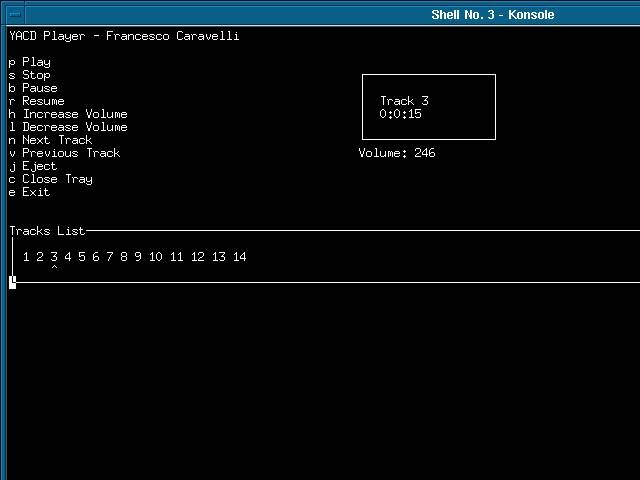 Shell No. 3 - Konsole
YACD Player - Francesco Caravelli
p Play
s Stop
b Pause
r Resume
h Increase Volume
l Decrease Volume
n Next Track
v Previous Track
j Eject
c Close Tray
e Exit
Track 3
0:0:15
Volume: 246
Tracks List
1 2 3 4 5 6 7 8 9 10 11 12 13 14
^